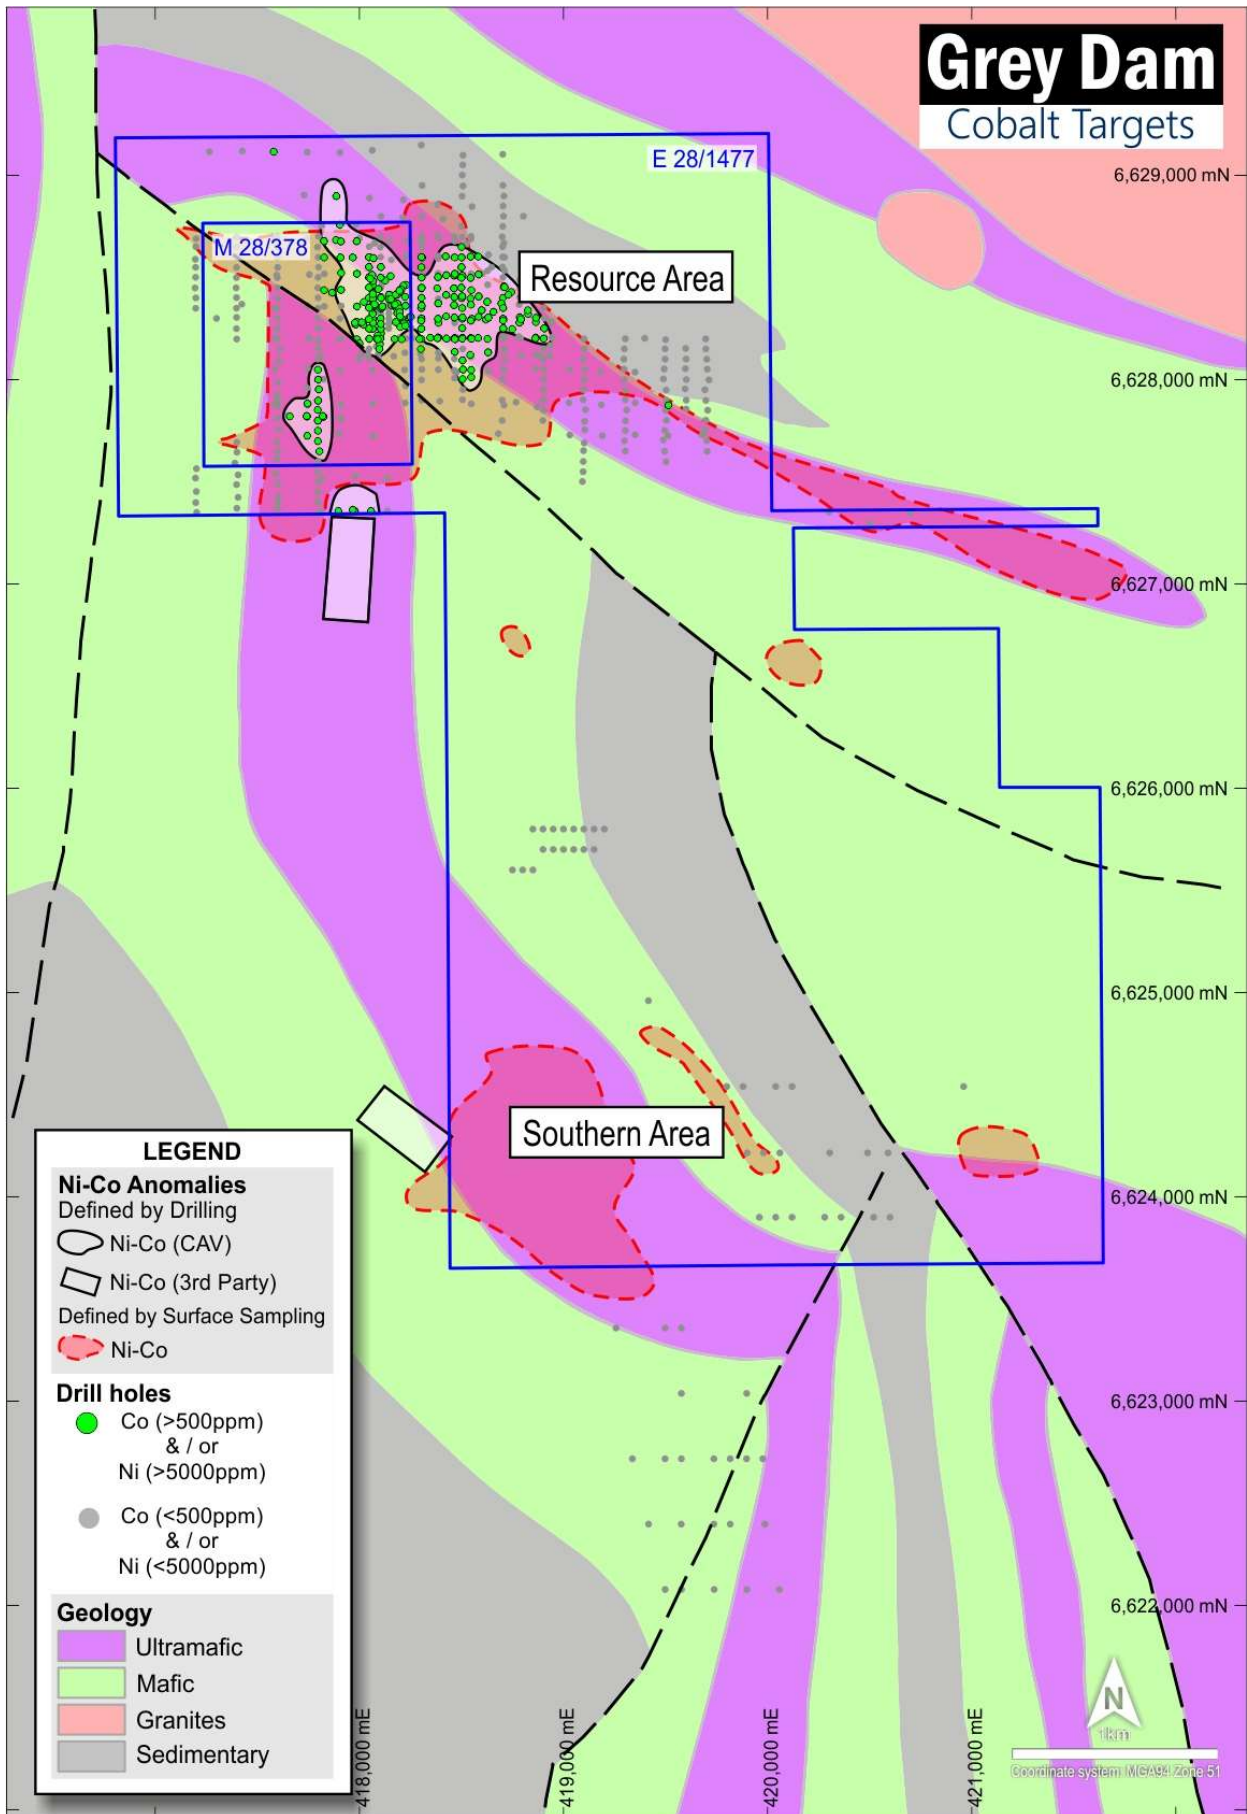 Grey Dam
Cobalt Targets
E 28/1477
6,629,000 mN
M 28/378
Resource Area
6,628,000 mN
6,627,000 mN
6,626,000 mN
6,625,000 mN
Southern Area
6,624,000 mN
6,623,000 mN
6,622,000 mN
LEGEND
Ni-Co Anomalies
Defined by Drilling
Ni-Co (CAV)
Ni-Co (3rd Party)
Defined by Surface Sampling
Ni-Co
Drill holes
Co (>500ppm)
& / or
Ni (>5000ppm)
Co (<500ppm)
& / or
Ni (<5000ppm)
Geology
Ultramafic
Mafic
Granites
Sedimentary
418,000 mE
419,000 mE
420,000 mE
421,000 mE
N
1km
Coordinate system: MGA94 Zone 51